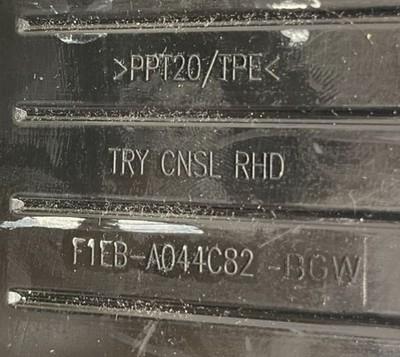 >PPT20/TPE<
TRY CNSL RHD
F1EB-A044C82-BGW